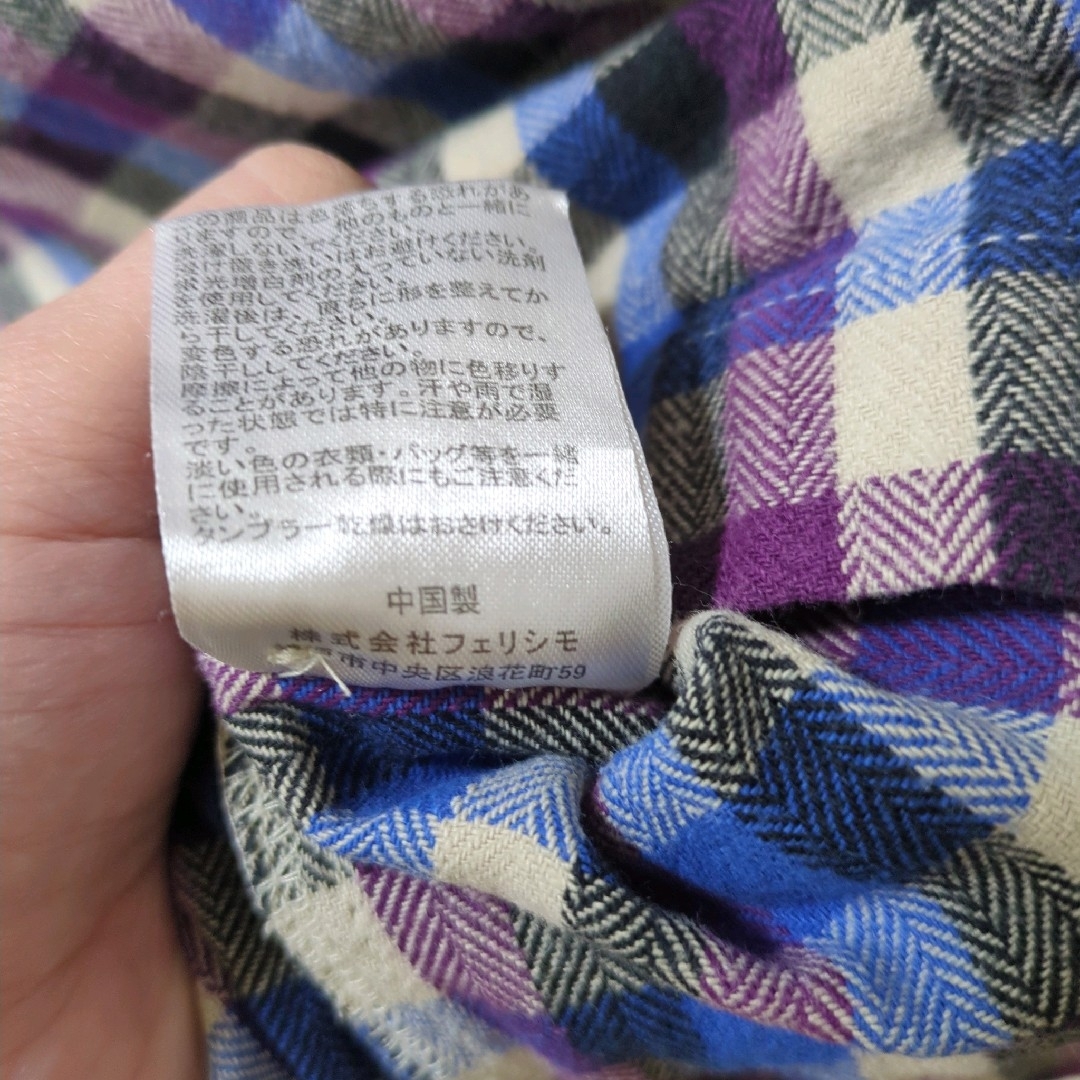 の商品は色落ちする恐れがあ
りますので、他のものと一緒に
洗濯しないでください。
浸け置き洗いはお避けください。
蛍光増白剤の入っていない洗剤
を使用してください。
洗濯後は、直ちに形を整えてか
ら干してください。
変色する恐れがありますので、
陰干ししてください。
摩擦によって他の物に色移りす
ることがあります。汗や雨で湿
った状態では特に注意が必要
です。
淡い色の衣類・バッグ等を一緒
に使用される際にもご注意くだ
さい。
タンブラー乾燥はおさけください。
中国製
株式会社フェリシモ
市中央区浪花町59